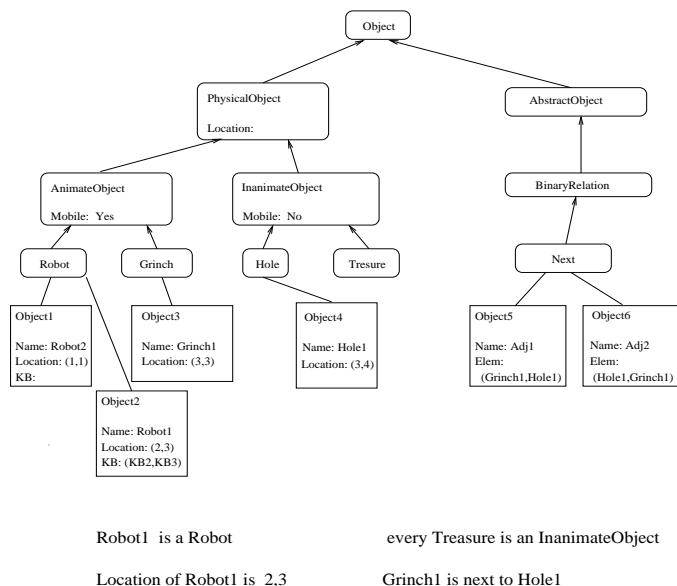 Object
PhysicalObject
Location:
AbstractObject
AnimateObject
Mobile: Yes
InanimateObject
Mobile: No
BinaryRelation
Robot
Grinch
Hole
Tresure
Next
Object1
Name: Robot2
Location: (1,1)
KB:
Object3
Name: Grinch1
Location: (3,3)
Object4
Name: Hole1
Location: (3,4)
Object5
Name: Adj1
Elem:
(Grinch1,Hole1)
Object6
Name: Adj2
Elem:
(Hole1,Grinch1)
Object2
Name: Robot1
Location: (2,3)
KB: (KB2,KB3)
Robot1 is a Robot
every Treasure is an InanimateObject
Location of Robot1 is 2,3
Grinch1 is next to Hole1